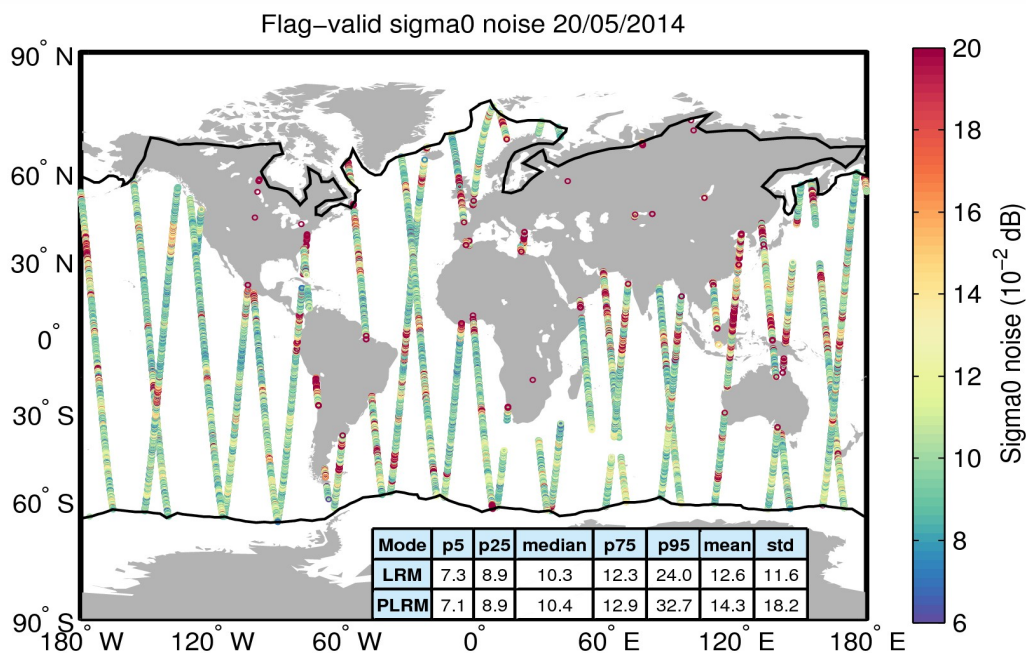 Flag−valid sigma0 noise 20/05/2014
90° N
60° N
30° N
0°
30° S
60° S
90° S
180° W
120° W
60° W
0°
60° E
120° E
180° E
20
18
16
14
12
10
8
6
Sigma0 noise (10⁻² dB)
Mode p5 p25 median p75 p95 mean std
LRM 7.3 8.9 10.3 12.3 24.0 12.6 11.6
PLRM 7.1 8.9 10.4 12.9 32.7 14.3 18.2